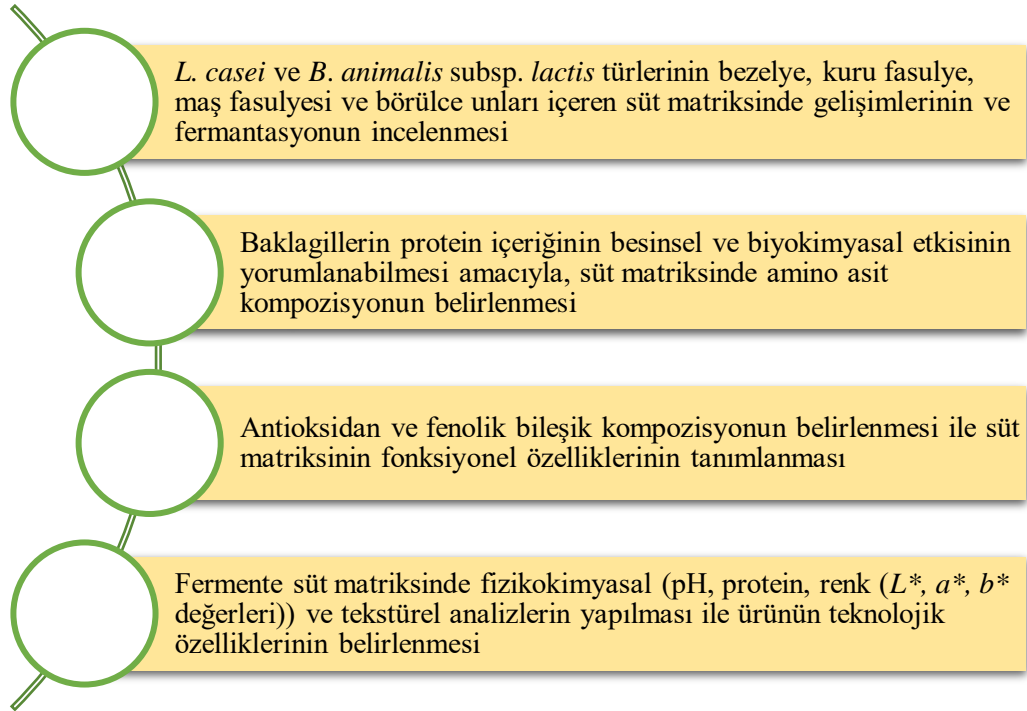 L. casei ve B. animalis subsp. lactis türlerinin bezelye, kuru fasulye,
maş fasulyesi ve börülce unları içeren süt matriksinde gelişimlerinin ve
fermantasyonun incelenmesi
Baklagillerin protein içeriğinin besinsel ve biyokimyasal etkisinin
yorumlanabilmesi amacıyla, süt matriksinde amino asit
kompozisyonun belirlenmesi
Antioksidan ve fenolik bileşik kompozisyonun belirlenmesi ile süt
matriksinin fonksiyonel özelliklerinin tanımlanması
Fermente süt matriksinde fizikokimyasal (pH, protein, renk (L*, a*, b*
değerleri)) ve tekstürel analizlerin yapılması ile ürünün teknolojik
özelliklerinin belirlenmesi